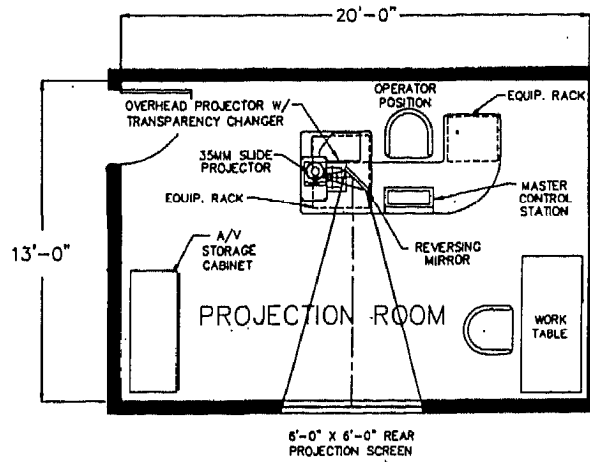 20'-0"
OVERHEAD PROJECTOR W/
TRANSPARENCY CHANGER
OPERATOR
POSITION
EQUIP. RACK
35MM SLIDE
PROJECTOR
EQUIP. RACK
MASTER
CONTROL
STATION
REVERSING
MIRROR
13'-0"
A/V
STORAGE
CABINET
PROJECTION ROOM
WORK
TABLE
6'-0" X 6'-0" REAR
PROJECTION SCREEN